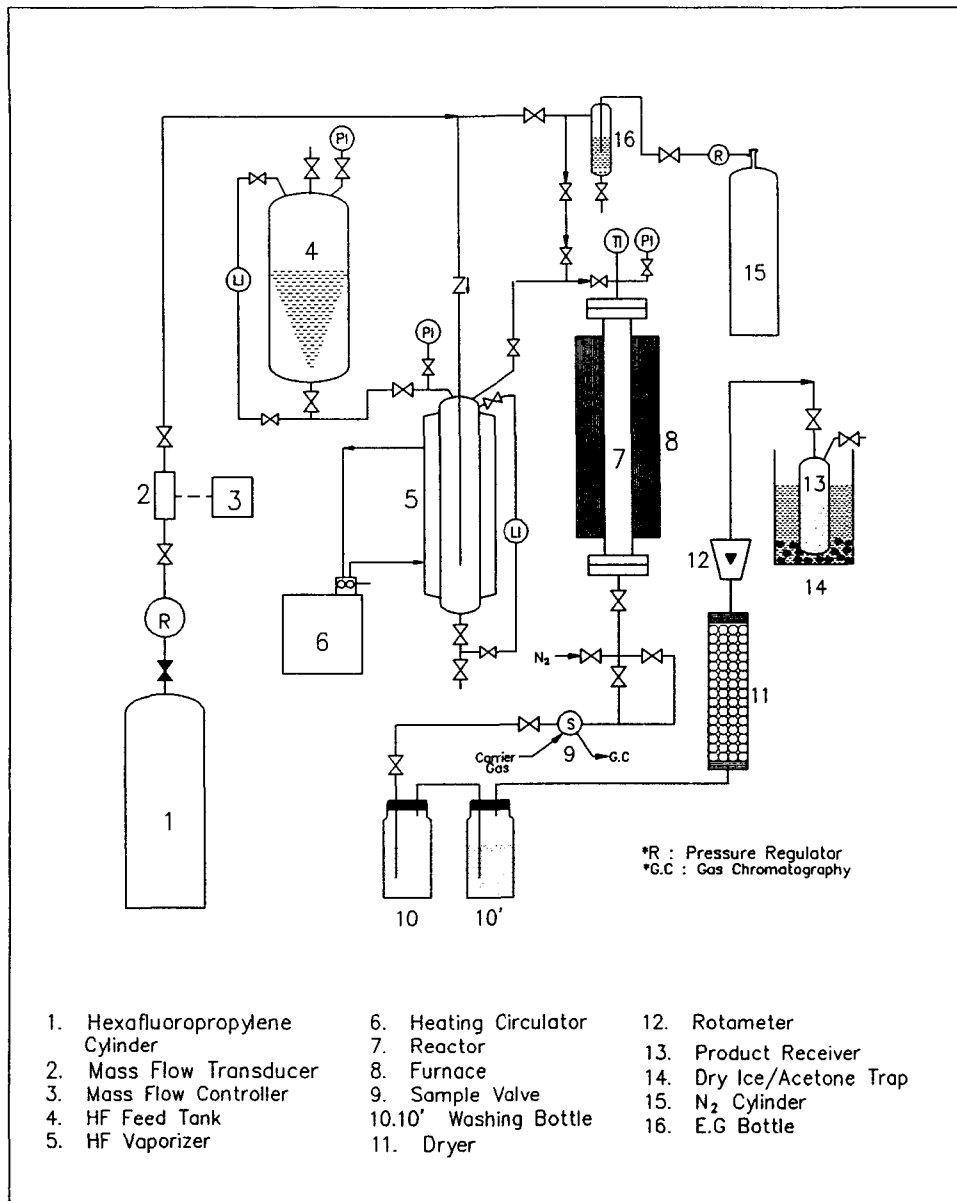 PI
16
R
4
TI
PI
15
LI
PI
2
3
5
7
8
13
LI
12
14
R
6
N₂
11
S
Carrier
Gas
9
G.C
1
*R : Pressure Regulator
*G.C : Gas Chromatography
10
10'
1. Hexafluoropropylene
Cylinder
2. Mass Flow Transducer
3. Mass Flow Controller
4. HF Feed Tank
5. HF Vaporizer
6. Heating Circulator
7. Reactor
8. Furnace
9. Sample Valve
10.10' Washing Bottle
11. Dryer
12. Rotameter
13. Product Receiver
14. Dry Ice/Acetone Trap
15. N₂ Cylinder
16. E.G Bottle